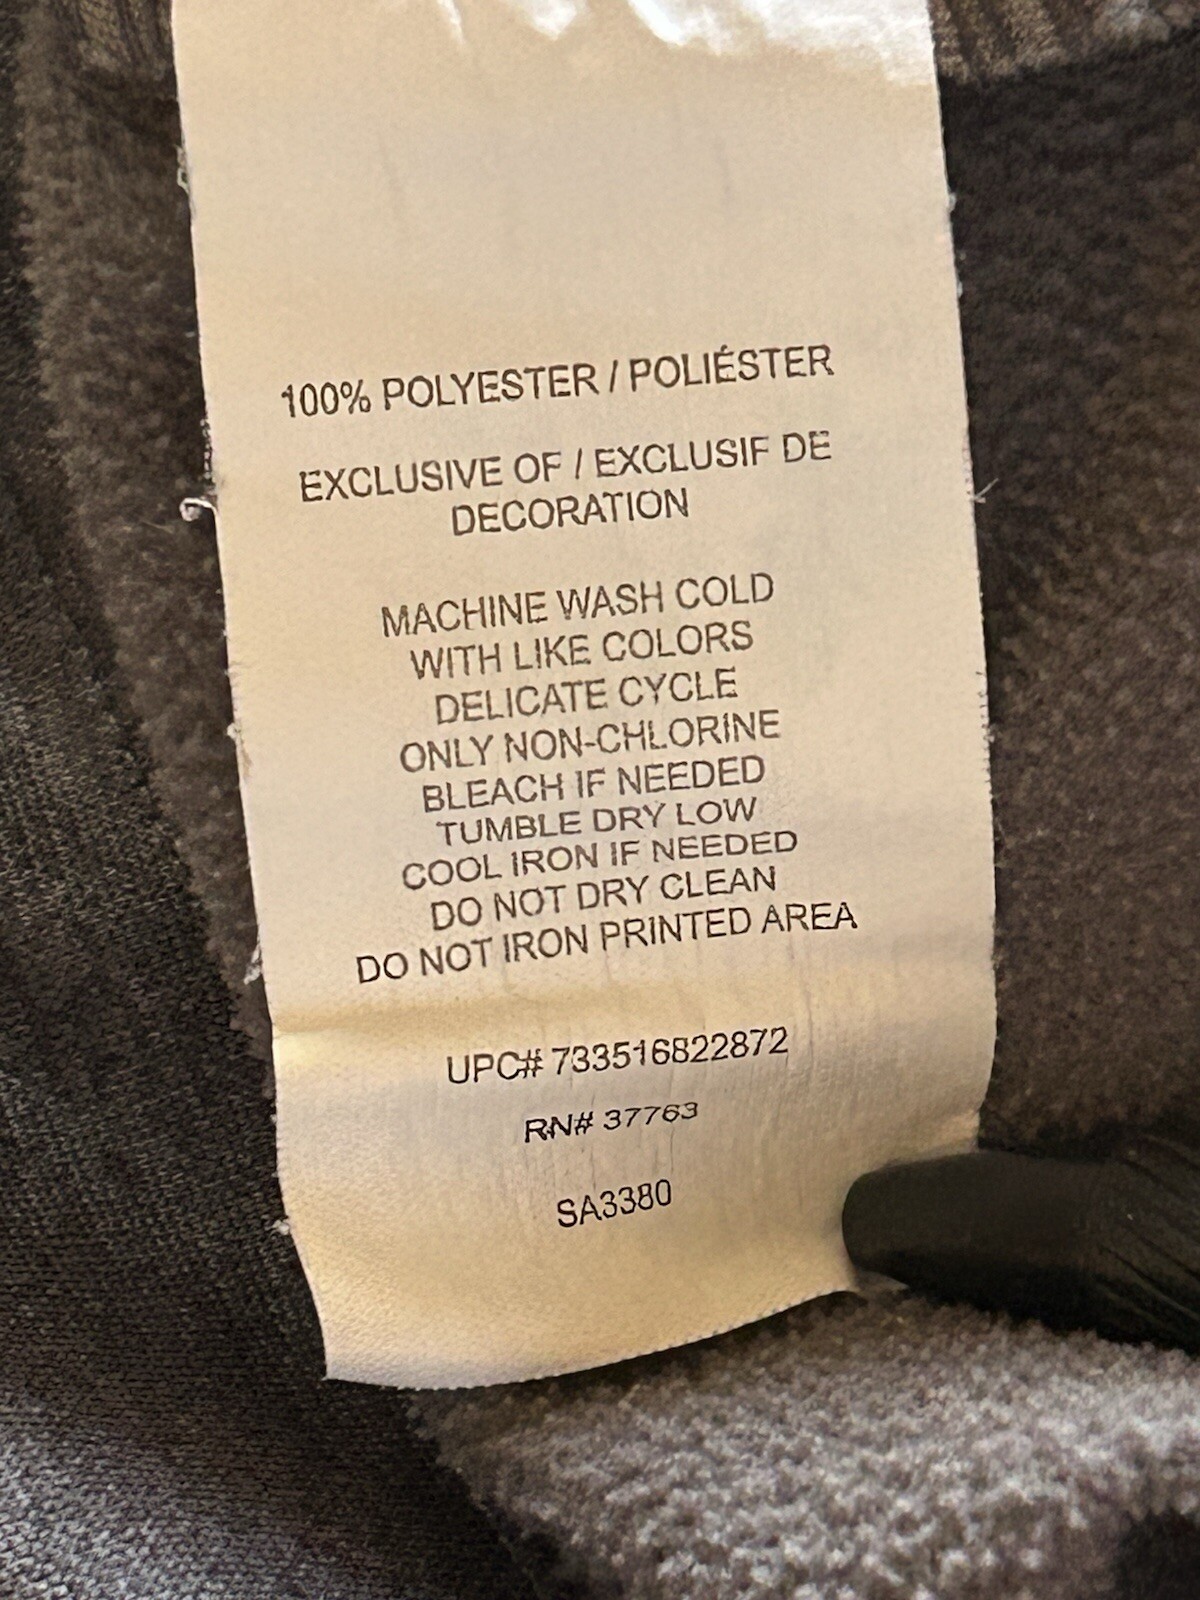 100% POLYESTER / POLIÉSTER
EXCLUSIVE OF / EXCLUSIF DE
DECORATION
MACHINE WASH COLD
WITH LIKE COLORS
DELICATE CYCLE
ONLY NON-CHLORINE
BLEACH IF NEEDED
TUMBLE DRY LOW
COOL IRON IF NEEDED
DO NOT DRY CLEAN
DO NOT IRON PRINTED AREA
UPC# 733516822872
RN# 37763
SA3380